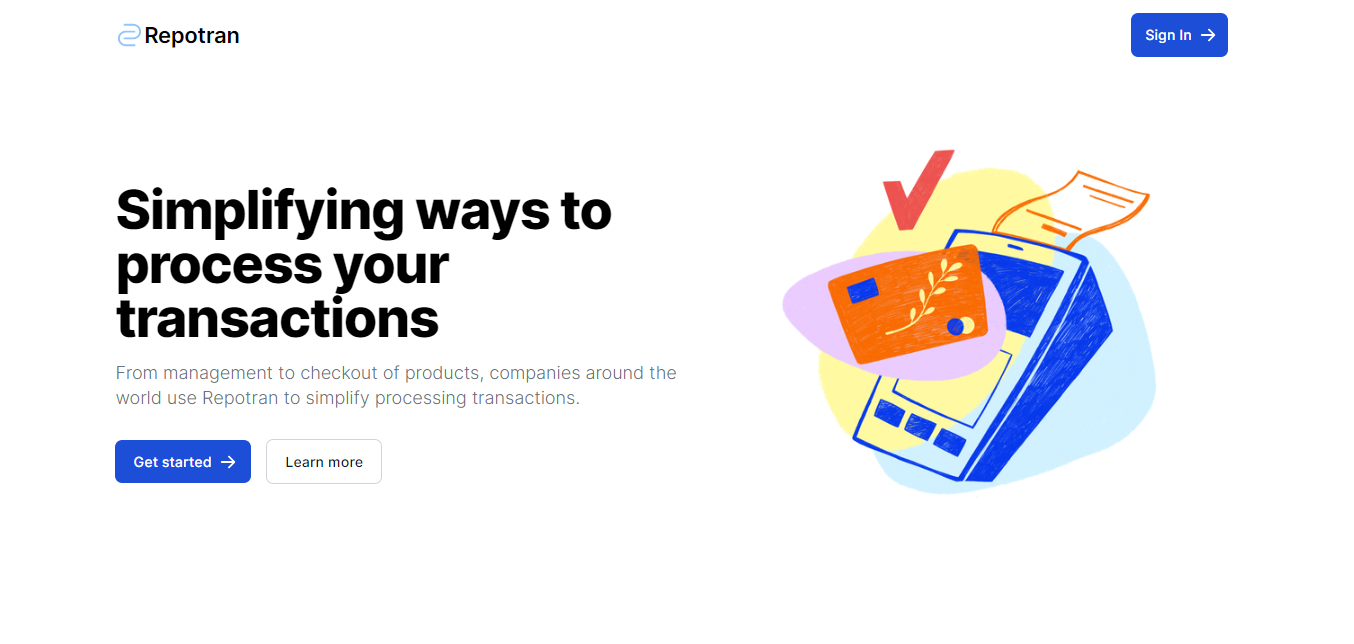 Repotran
Sign In
Simplifying ways to
process your
transactions
From management to checkout of products, companies around the
world use Repotran to simplify processing transactions.
Get started
Learn more